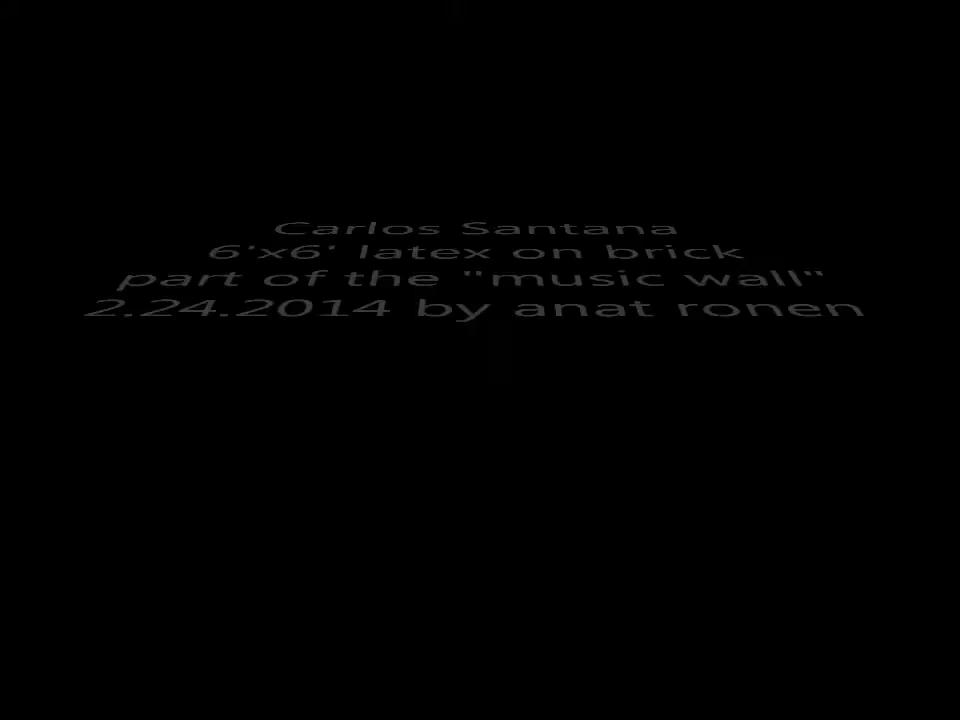 Carlos Santana
6'x6' latex on brick
part of the "music wall"
2.24.2014 by anat ronen